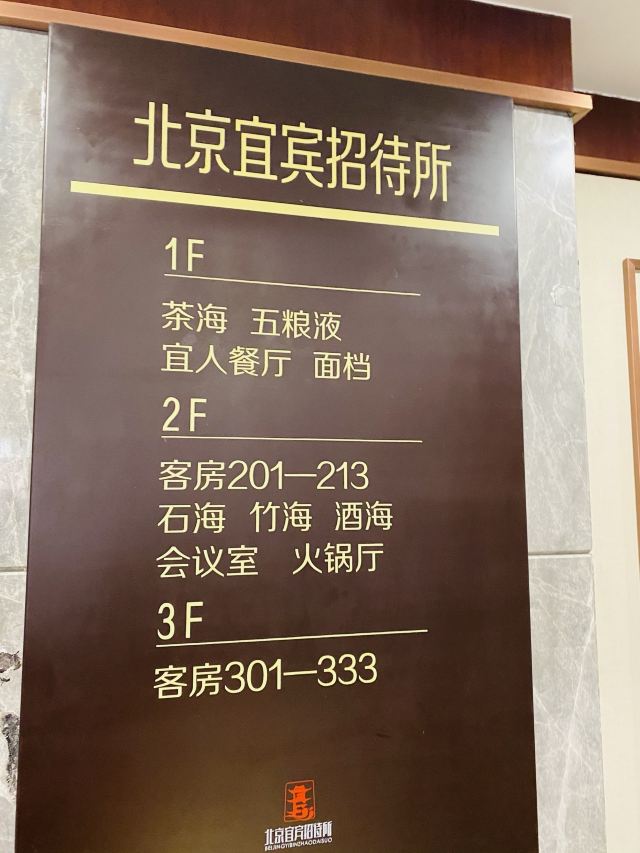 北京宜宾招待所
1F
茶海 五粮液
宜人餐厅 面档
2F
客房201—213
石海 竹海 酒海
会议室 火锅厅
3F
客房301—333
北京宜宾招待所
BEIJINGYIBINZHAODAISUO